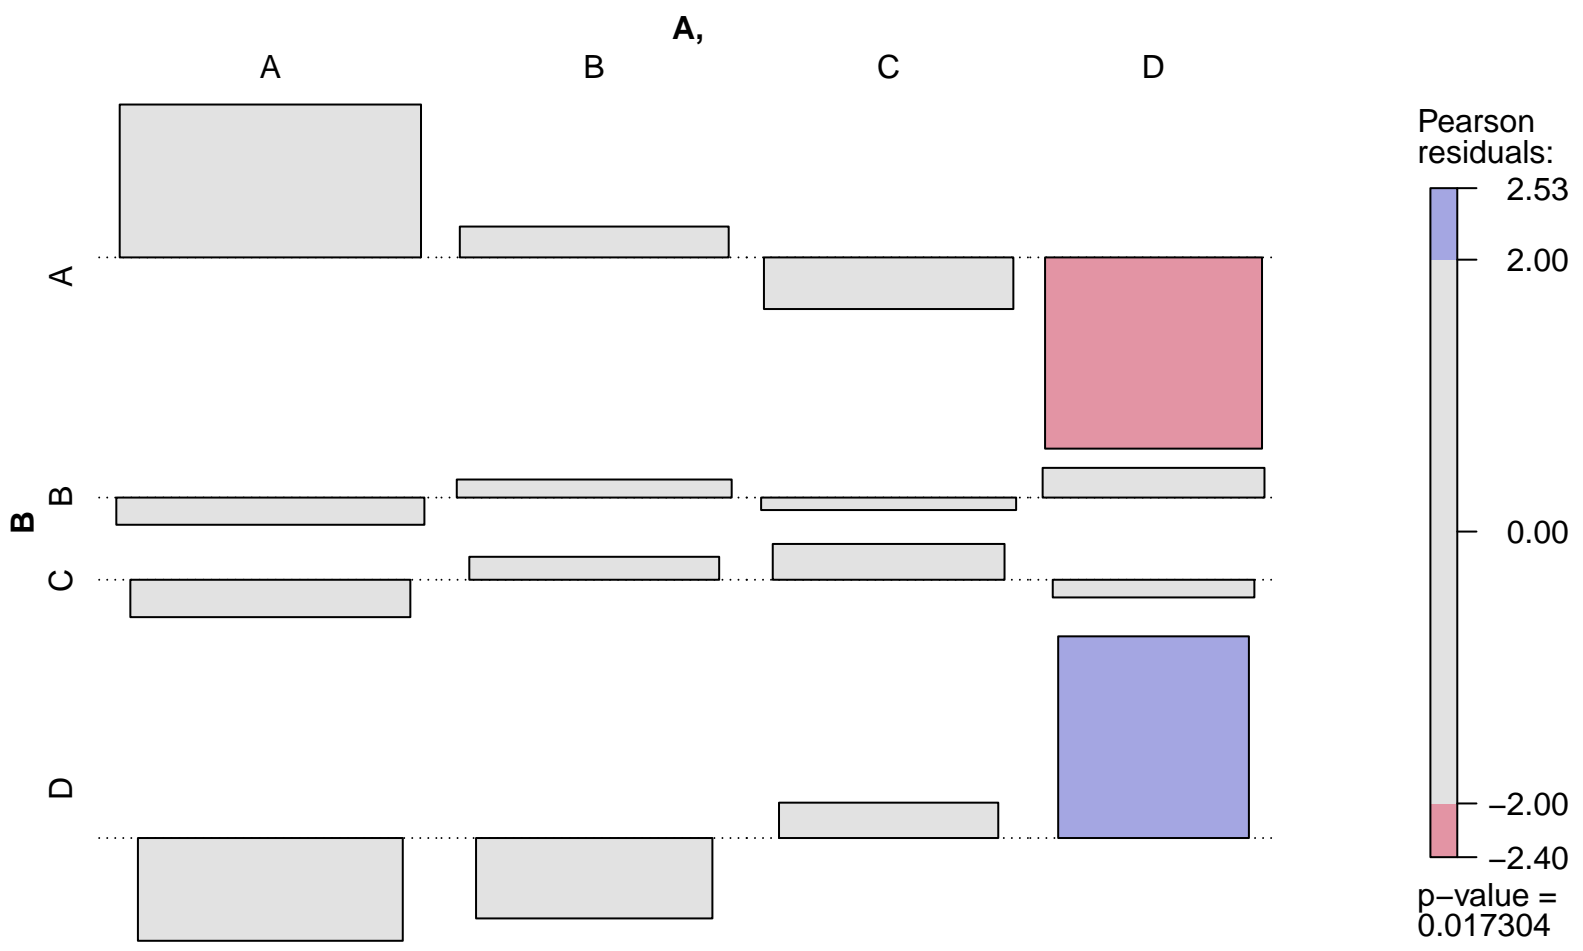 A,
A B C D
A
B
C
D
B
Pearson
residuals:
2.53
2.00
0.00
−2.00
−2.40
p−value =
0.017304